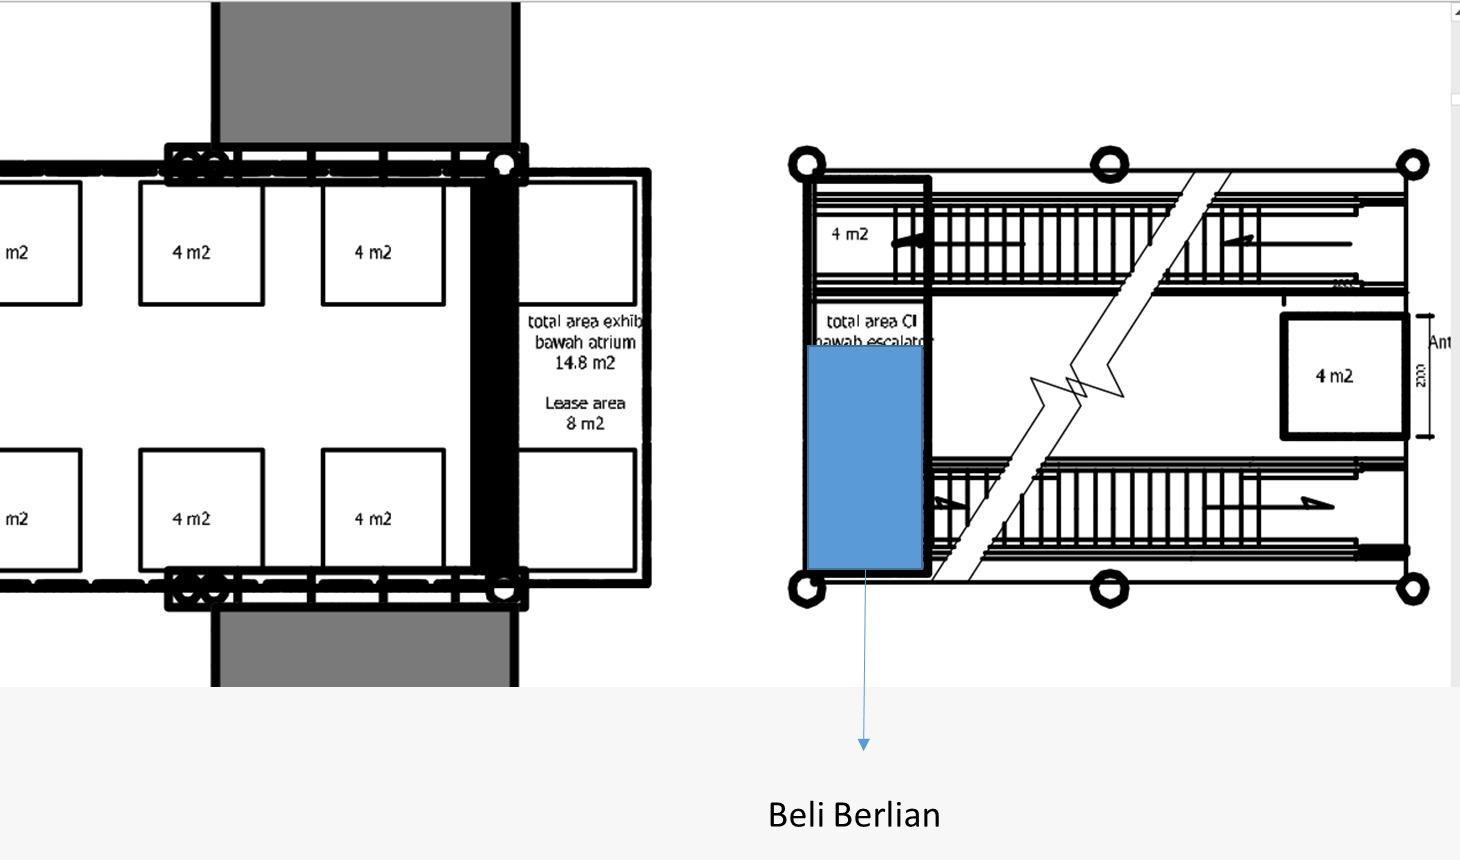 m2
4 m2
4 m2
total area exhib
bawah atrium
14.8 m2
Lease area
8 m2
m2
4 m2
4 m2
4 m2
total area CI
bawah escalator
4 m2
2000
Ant
Beli Berlian